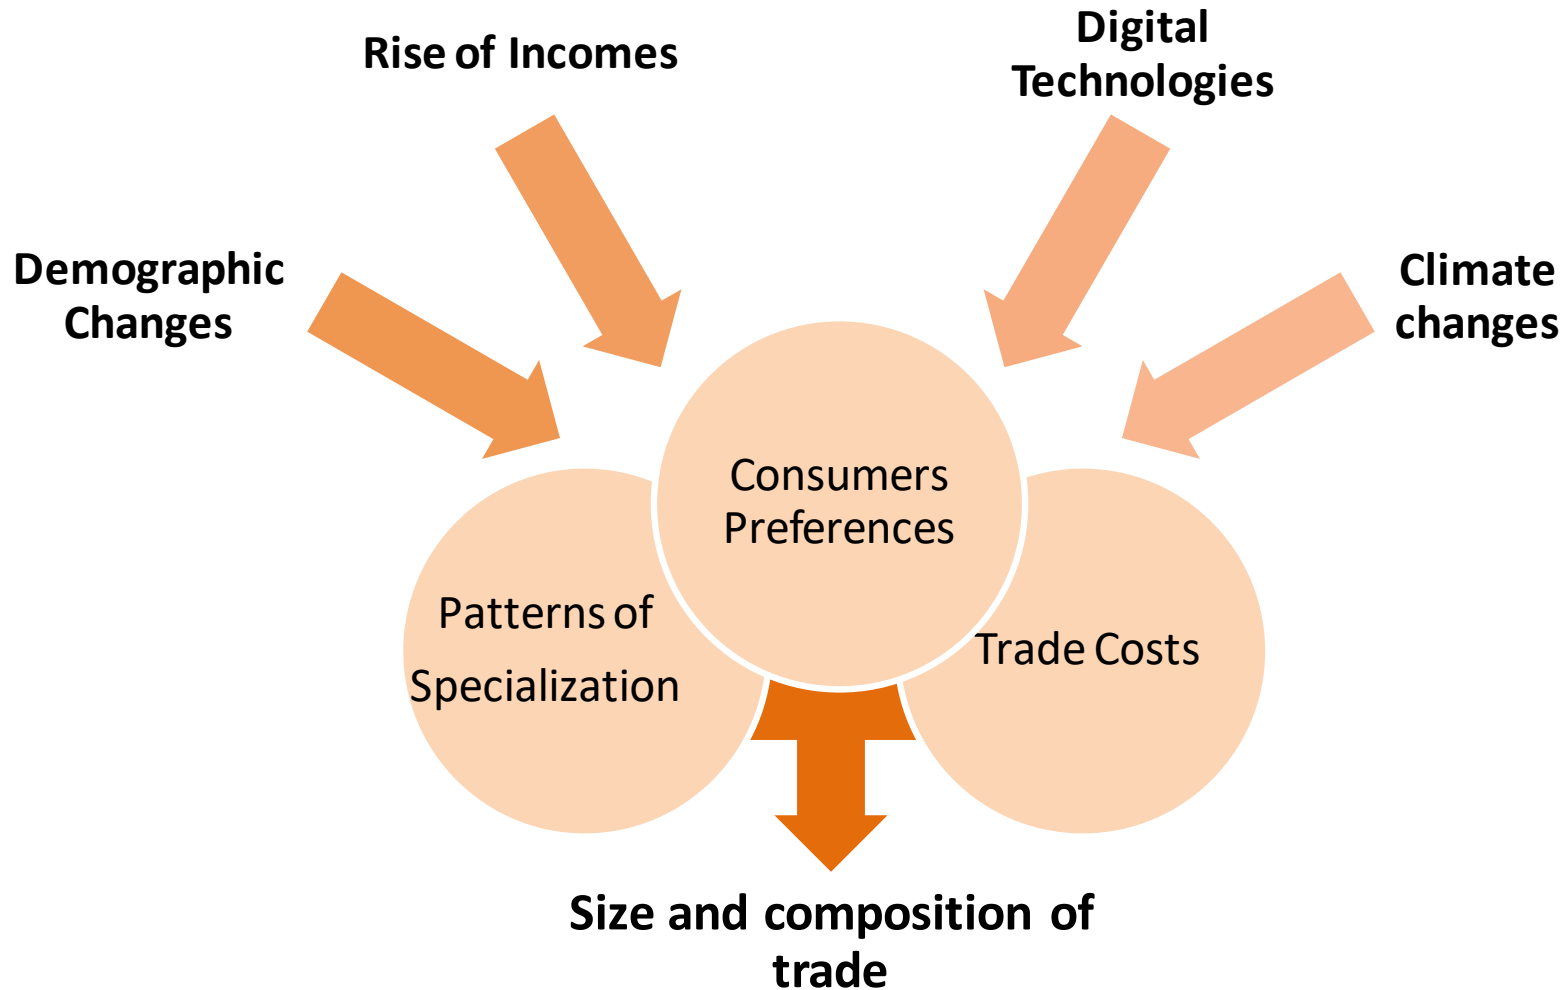 Rise of Incomes
Digital
Technologies
Demographic
Changes
Climate
changes
Consumers
Preferences
Patterns of
Specialization
Trade Costs
Size and composition of
trade